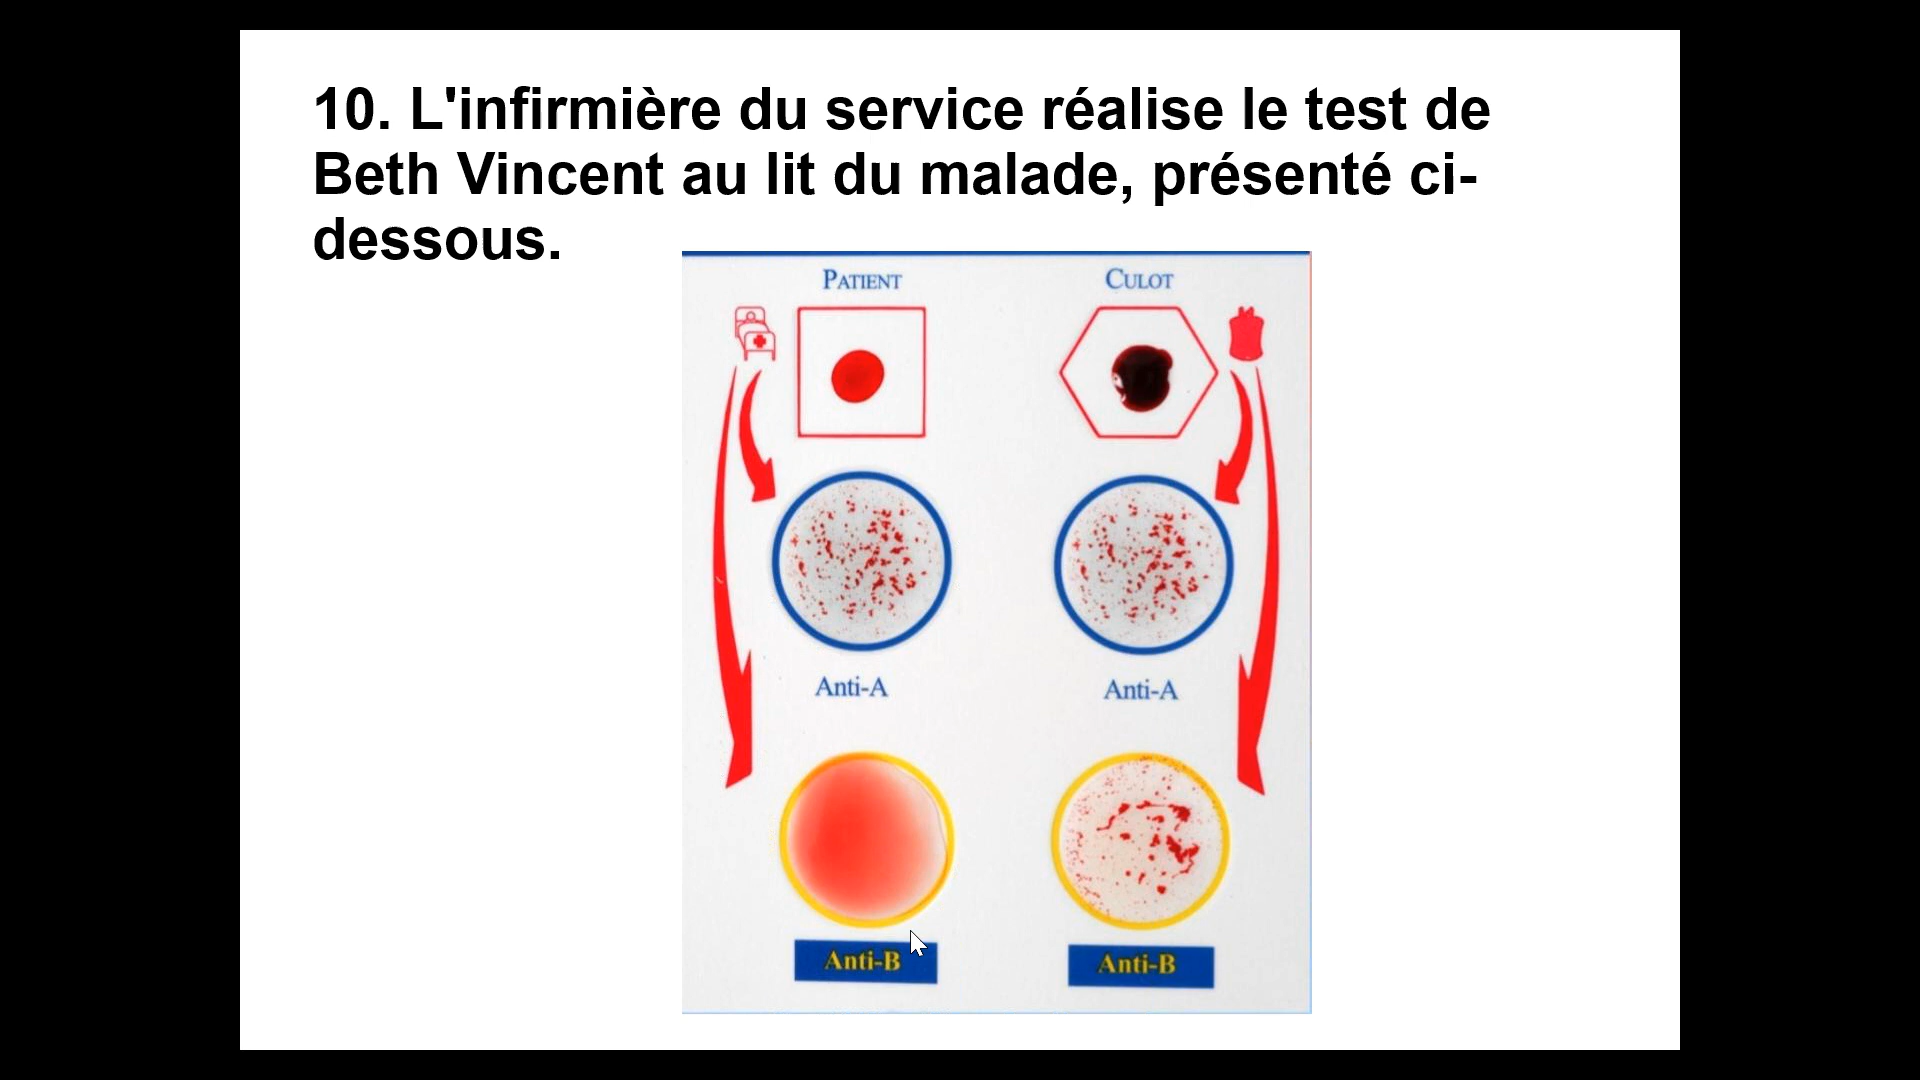 10. L'infirmière du service réalise le test de
Beth Vincent au lit du malade, présenté ci-
dessous.
PATIENT
CULOT
Anti-A
Anti-A
Anti-B
Anti-B